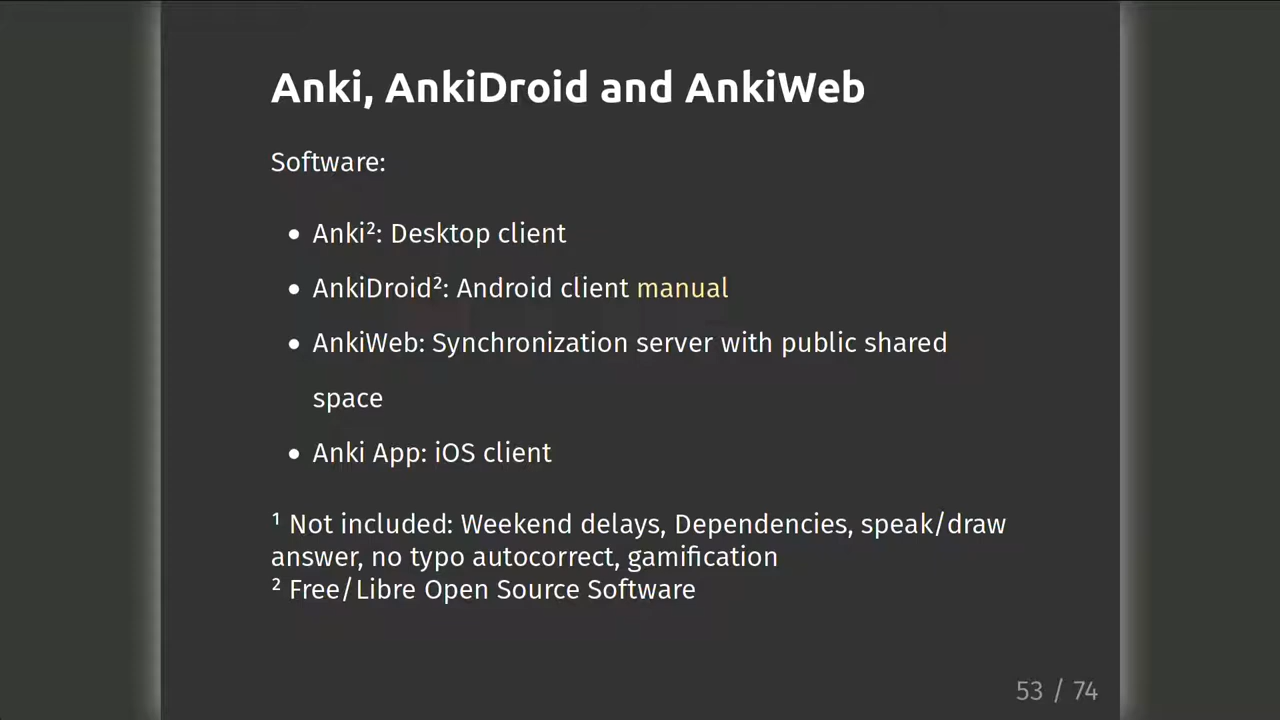 Anki, AnkiDroid and AnkiWeb
Software:
• Anki²: Desktop client
• AnkiDroid²: Android client manual
• AnkiWeb: Synchronization server with public shared
space
• Anki App: iOS client
¹ Not included: Weekend delays, Dependencies, speak/draw
answer, no typo autocorrect, gamification
² Free/Libre Open Source Software
53 / 74